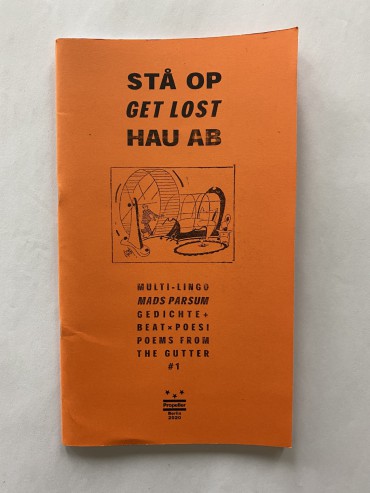 STÅ OP
GET LOST
HAU AB
MULTI-LINGO
MADS PARSUM
GEDICHTE +
BEAT × POESI
POEMS FROM
THE GUTTER
#1
Propeller
Berlin
2020